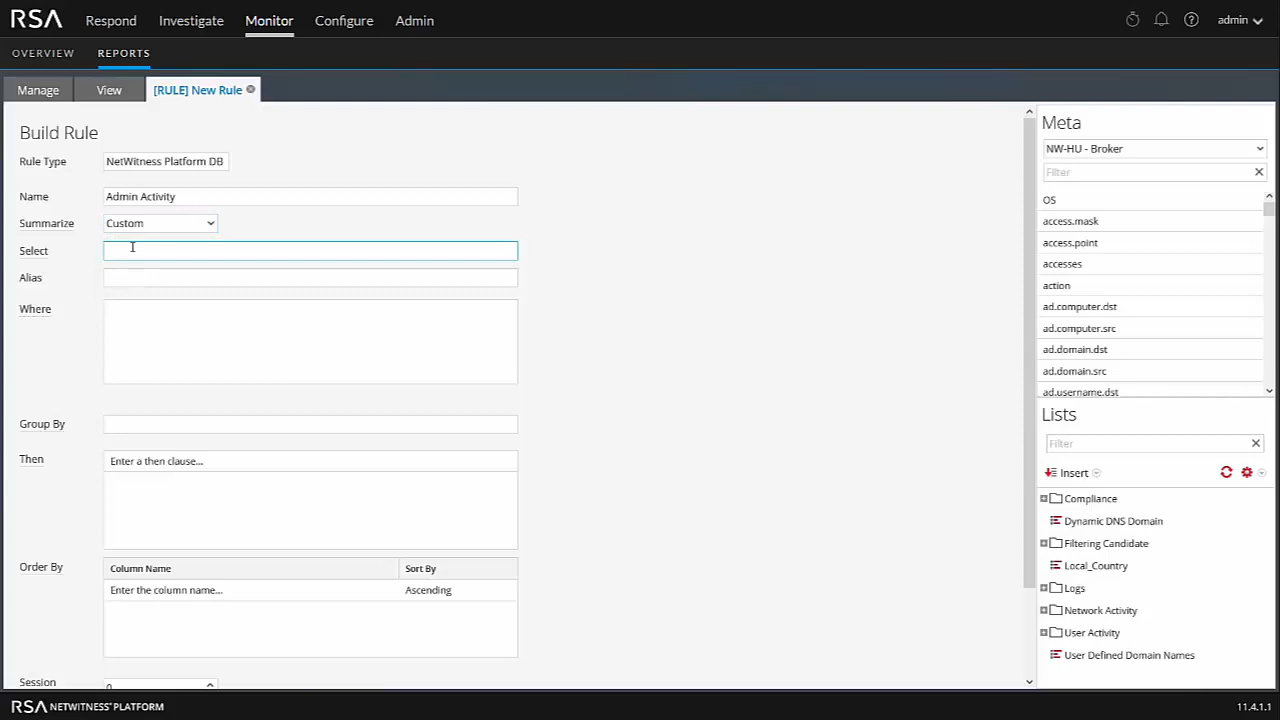 RSA Respond Investigate Monitor Configure Admin admin
OVERVIEW REPORTS
Manage View [RULE] New Rule
Build Rule
Rule Type NetWitness Platform DB
Name Admin Activity
Summarize Custom
Select
Alias
Where
Group By
Then Enter a then clause...
Order By Column Name Sort By
Enter the column name... Ascending
Session 0
Meta
NW-HU - Broker
Filter
OS
access.mask
access.point
accesses
action
ad.computer.dst
ad.computer.src
ad.domain.dst
ad.domain.src
ad.username.dst
Lists
Filter
Insert
Compliance
Dynamic DNS Domain
Filtering Candidate
Local_Country
Logs
Network Activity
User Activity
User Defined Domain Names
RSA NETWITNESS® PLATFORM 11.4.1.1